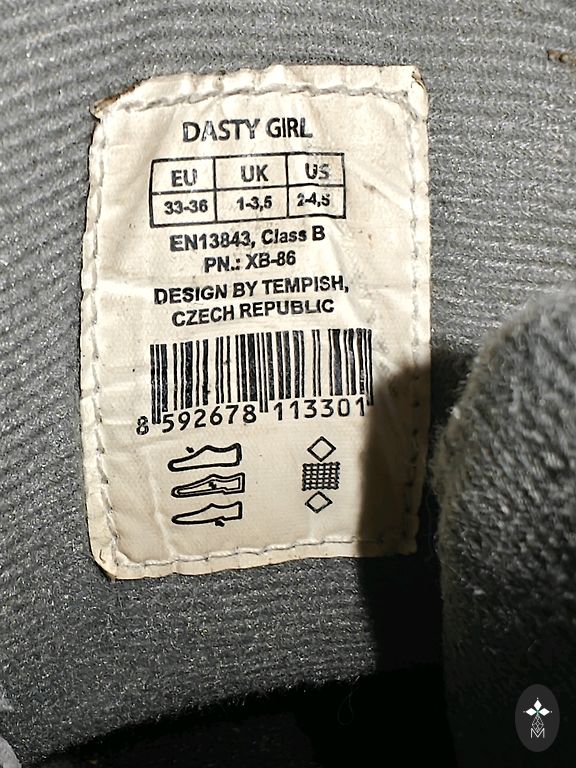 DASTY GIRL
EU UK US
33-36 1-3,5 2-4,5
EN13843, Class B
PN.: XB-86
DESIGN BY TEMPISH,
CZECH REPUBLIC
8 592678 113301
M